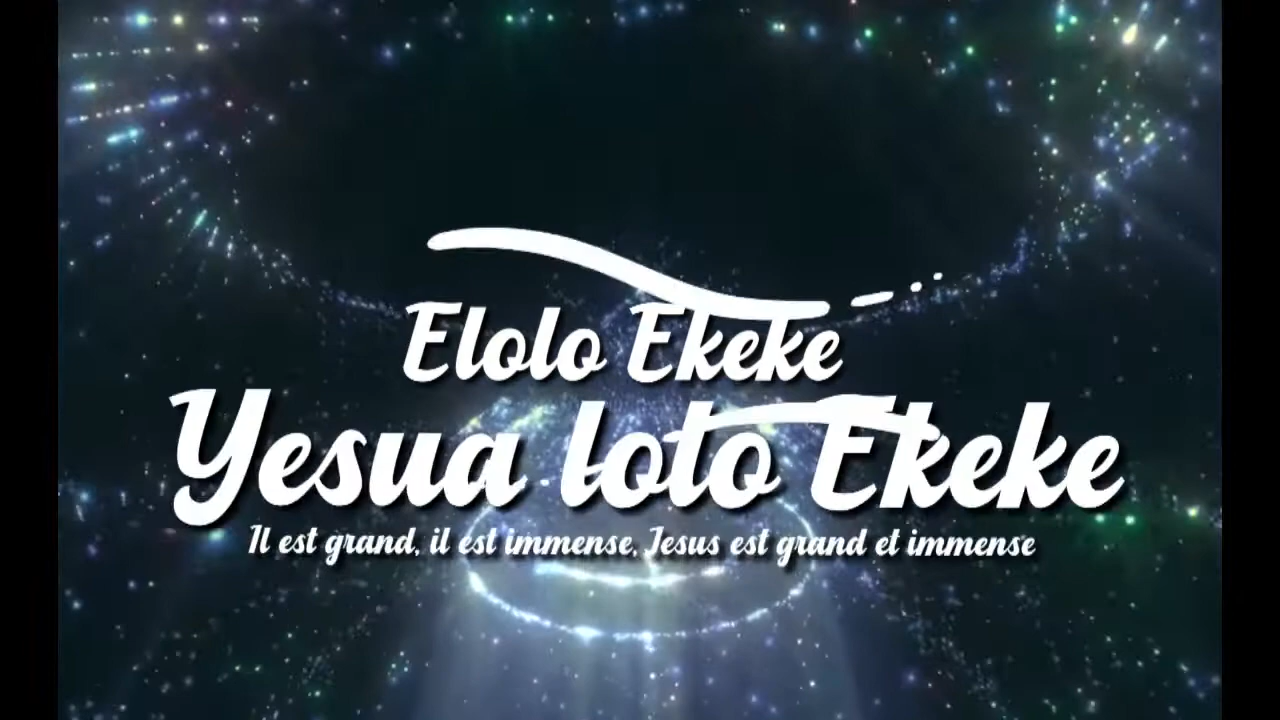 Elolo Ekeke
Yesua loto Ekeke
Il est grand, il est immense, Jesus est grand et immense